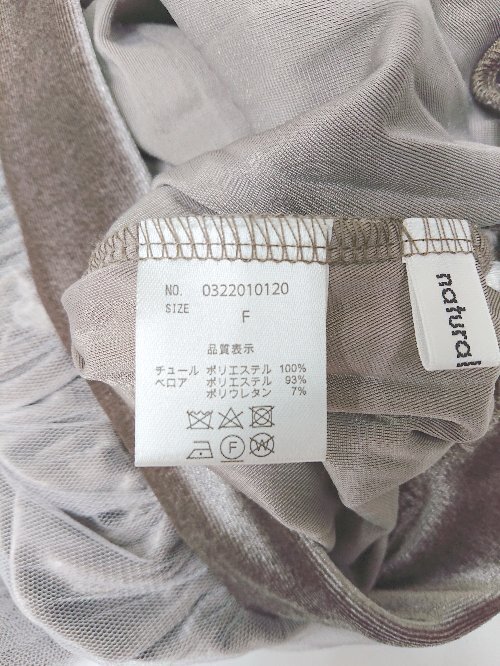 NO. 0322010120
SIZE F
品質表示
チュール ポリエステル 100%
ベロア ポリエステル 93%
ポリウレタン 7%
F
W
natural